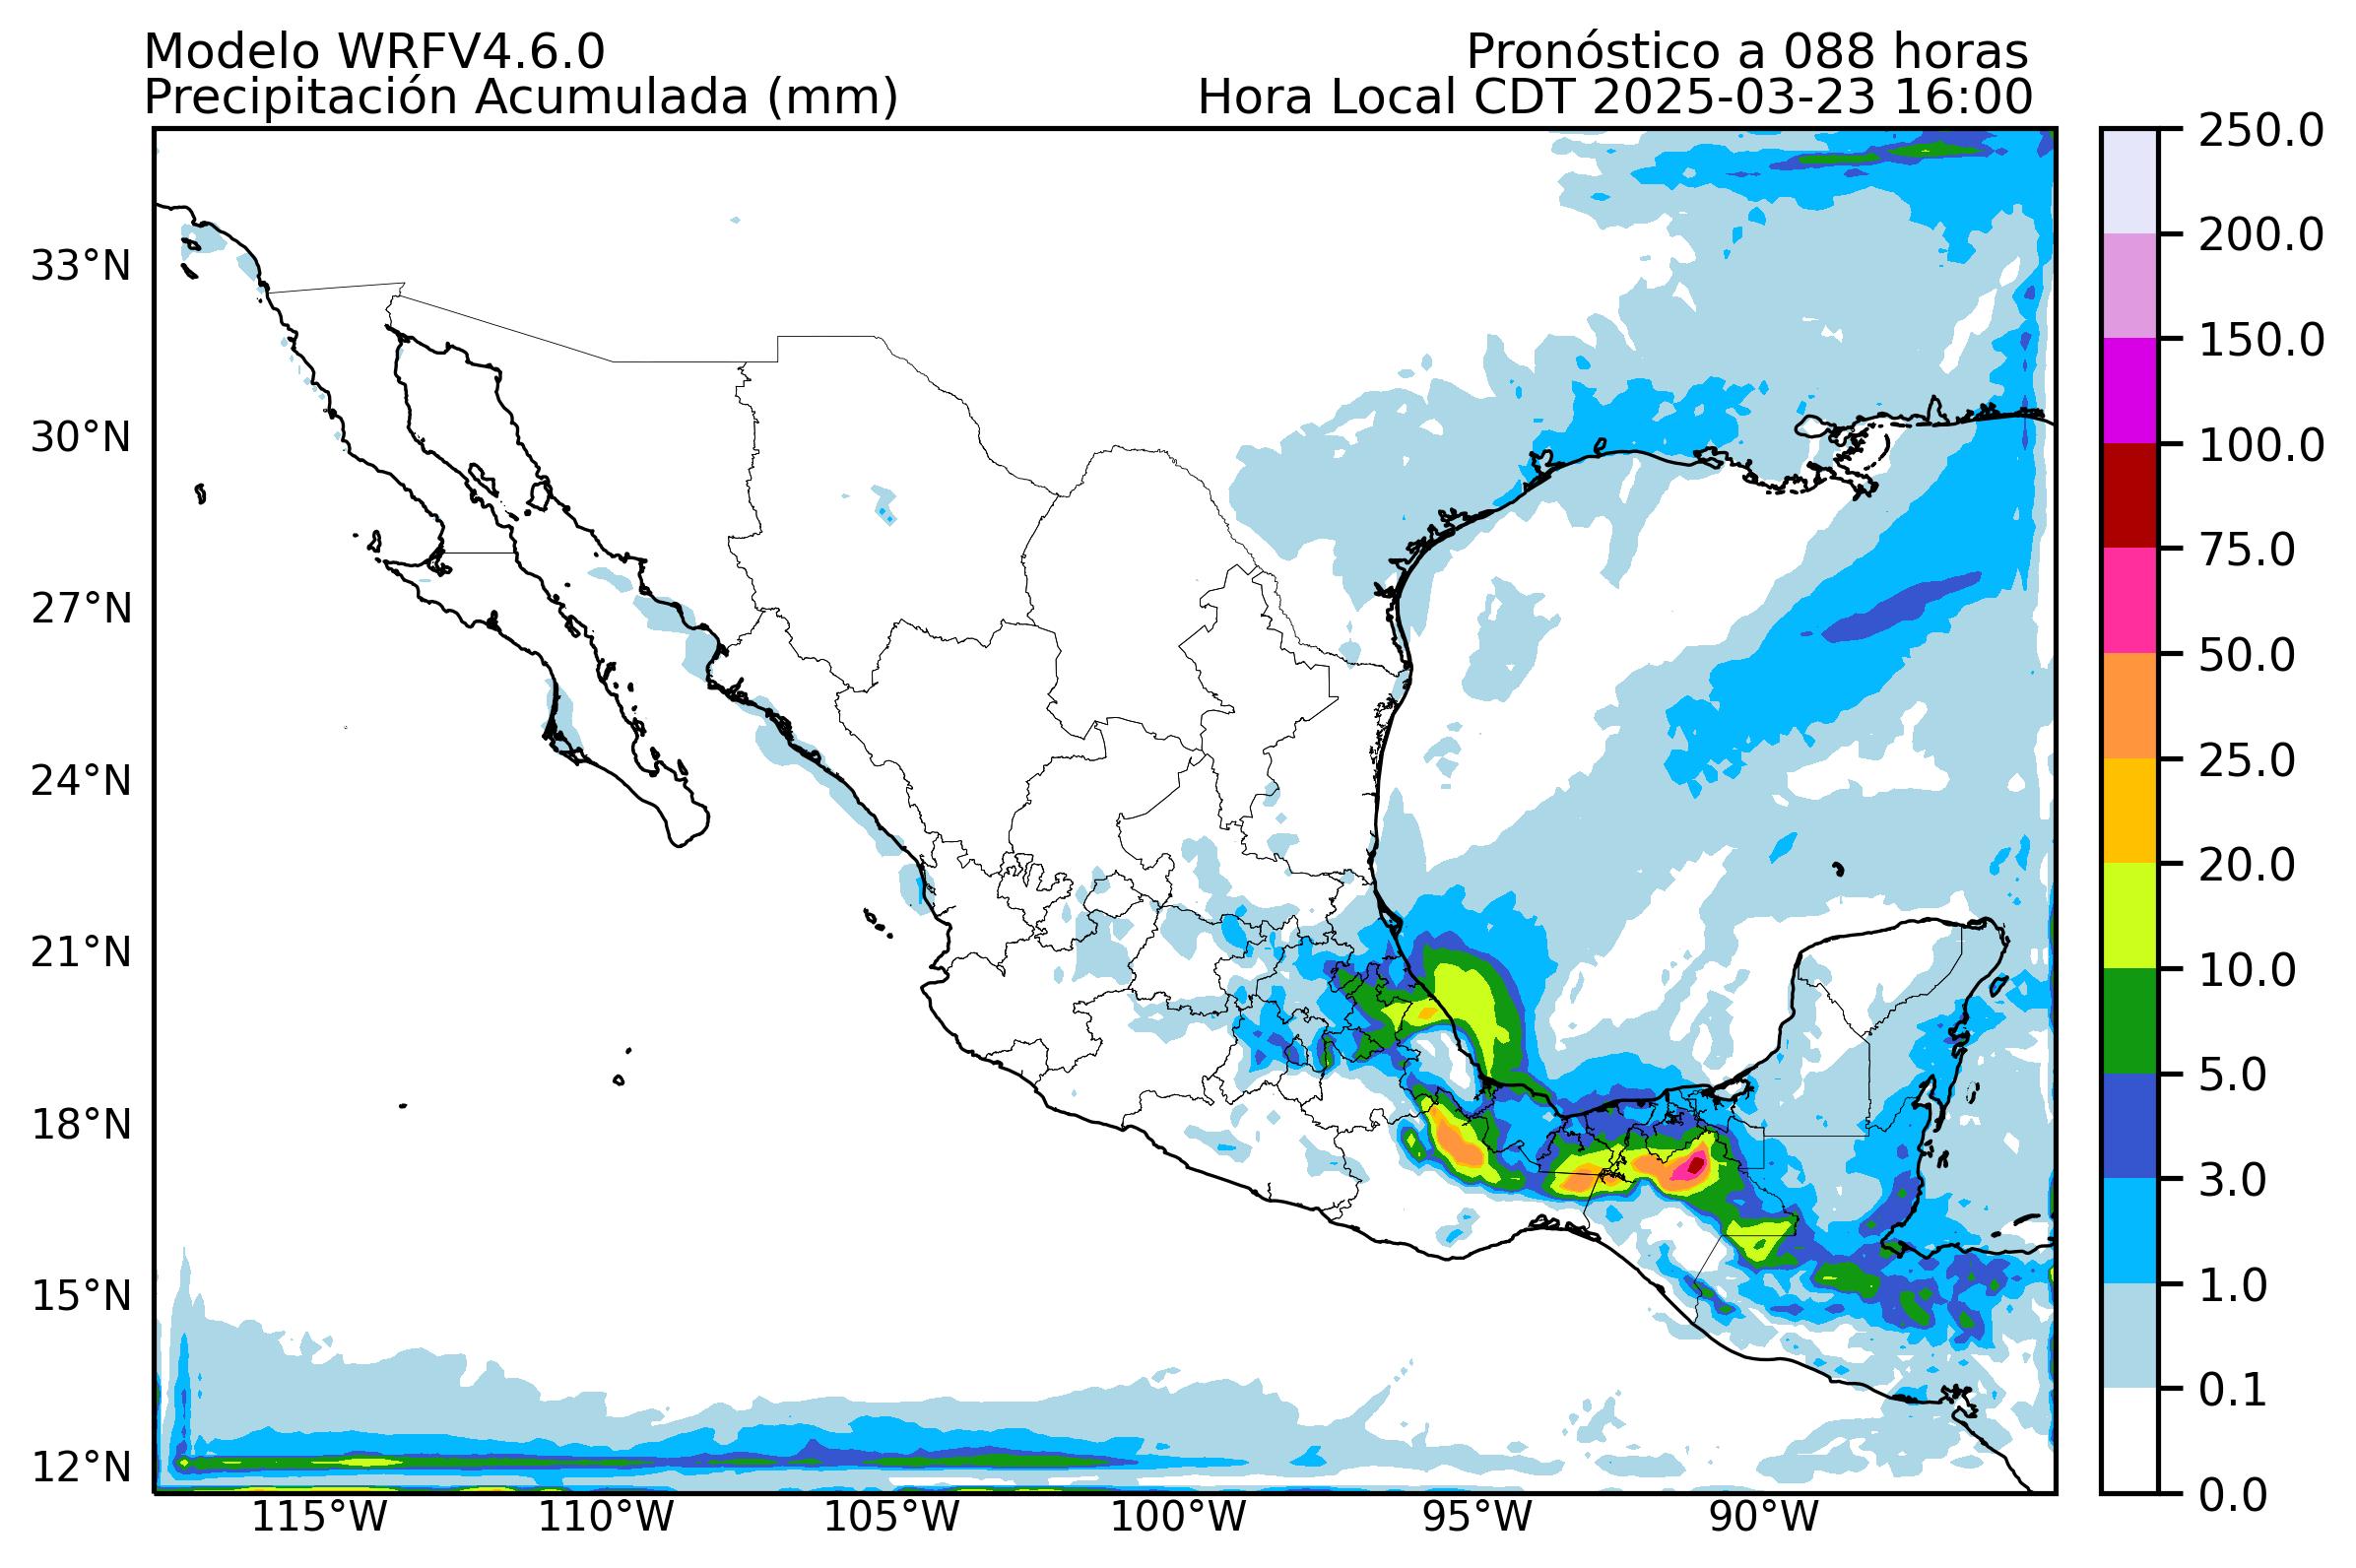 Modelo WRFV4.6.0
Pronóstico a 088 horas
Precipitación Acumulada (mm)
Hora Local CDT 2025-03-23 16:00
33°N
30°N
27°N
24°N
21°N
18°N
15°N
12°N
115°W
110°W
105°W
100°W
95°W
90°W
250.0
200.0
150.0
100.0
75.0
50.0
25.0
20.0
10.0
5.0
3.0
1.0
0.1
0.0